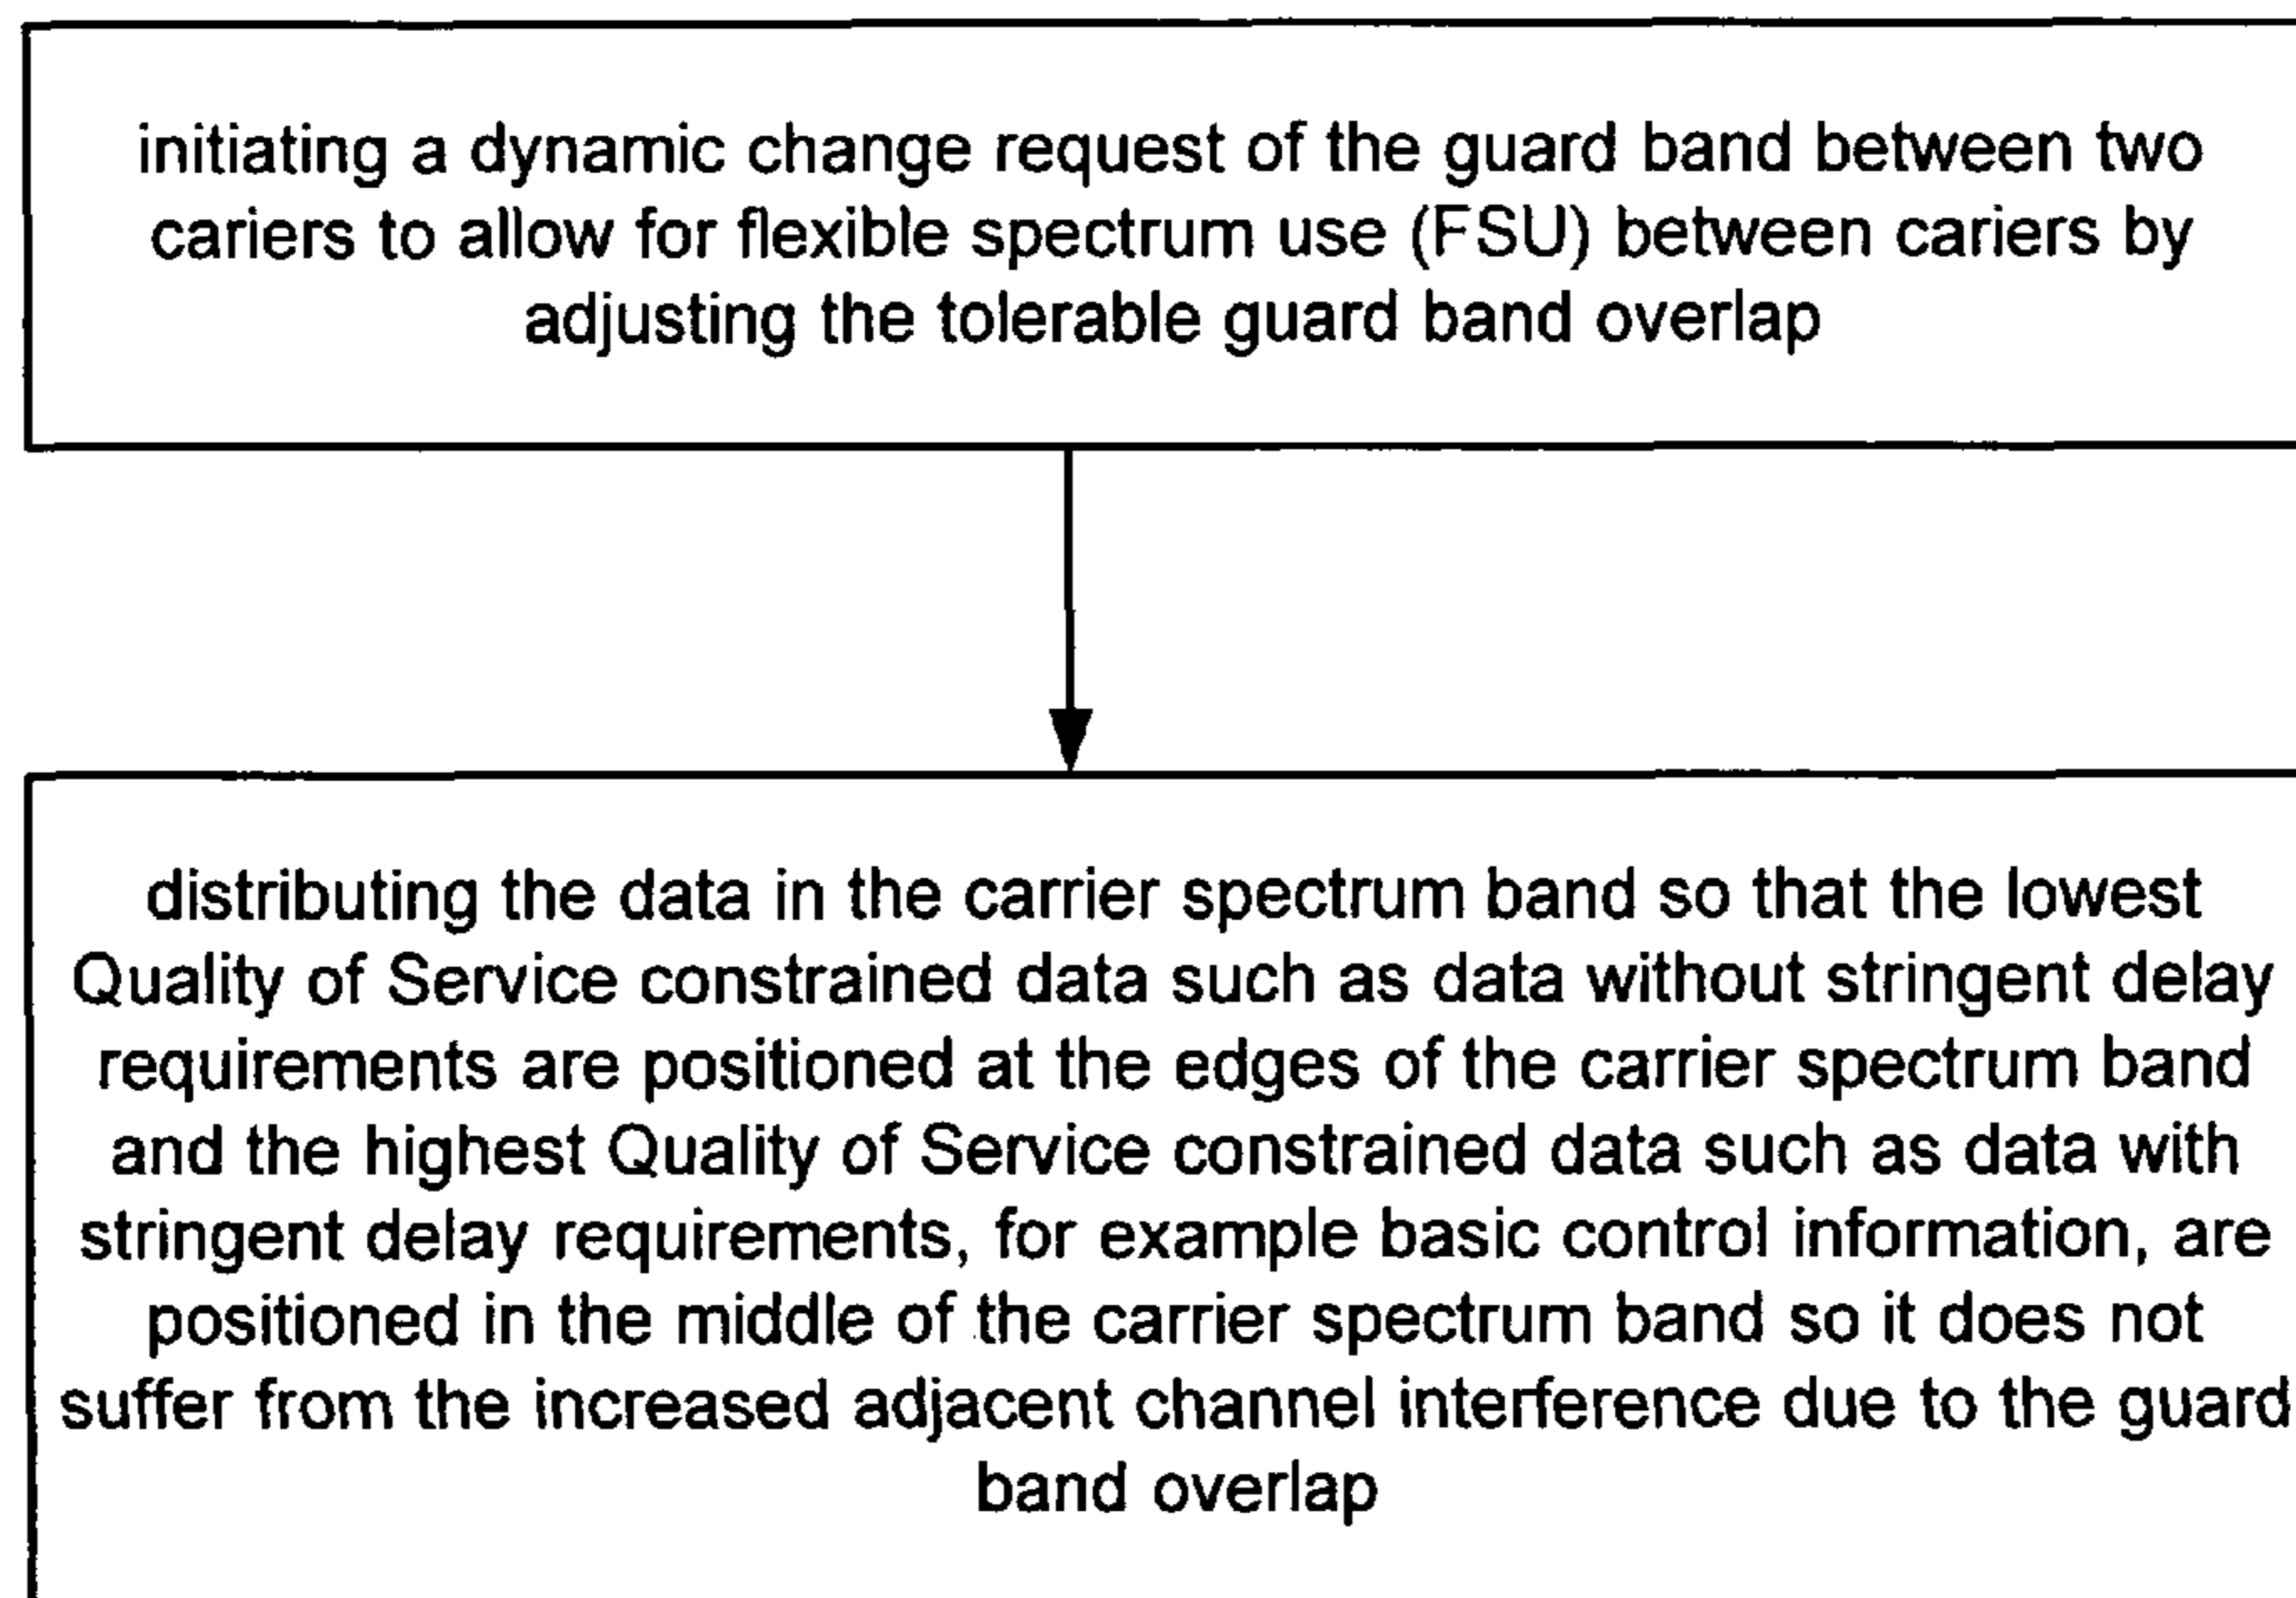 initiating a dynamic change request of the guard band between two
cariers to allow for flexible spectrum use (FSU) between cariers by
adjusting the tolerable guard band overlap
distributing the data in the carrier spectrum band so that the lowest
Quality of Service constrained data such as data without stringent delay
requirements are positioned at the edges of the carrier spectrum band
and the highest Quality of Service constrained data such as data with
stringent delay requirements, for example basic control information, are
positioned in the middle of the carrier spectrum band so it does not
suffer from the increased adjacent channel interference due to the guard
band overlap